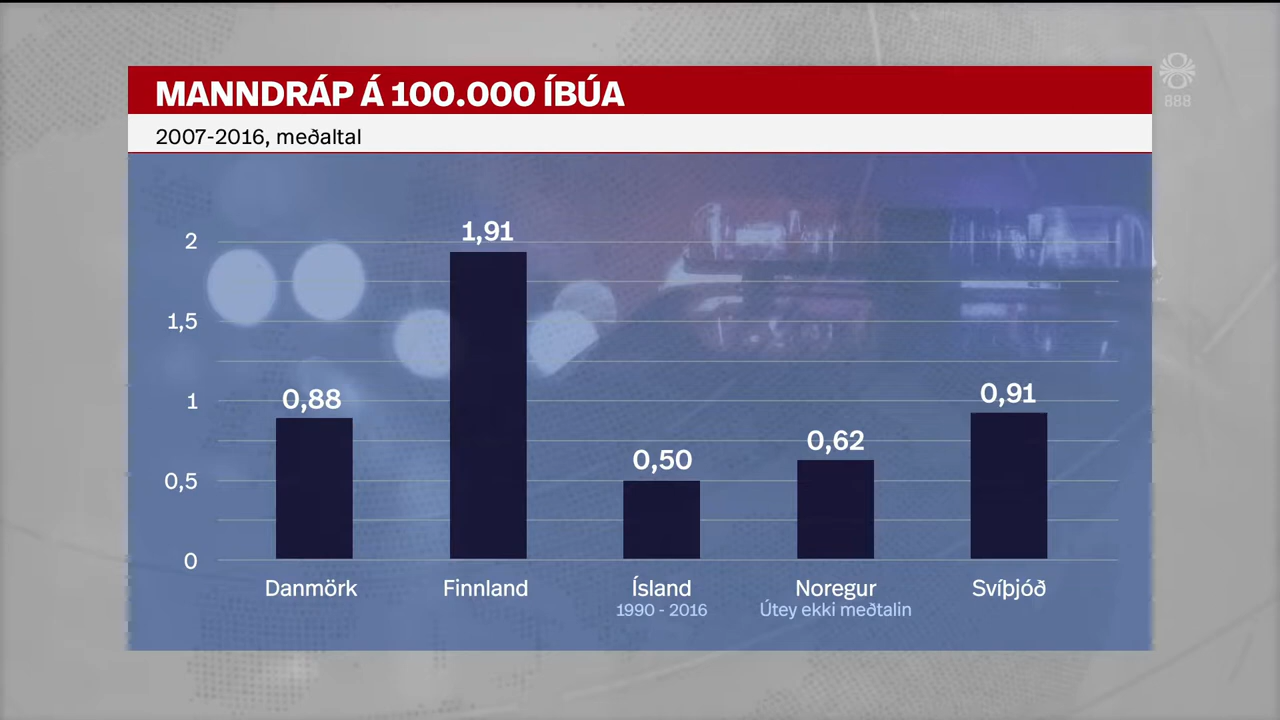 MANNDRÁP Á 100.000 ÍBÚA
888
2007-2016, meðaltal
2
1,5
1
0,5
0
0,88
1,91
0,50
0,62
0,91
Danmörk
Finnland
Ísland
Noregur
Svíþjóð
1990 - 2016
Útey ekki meðtalin